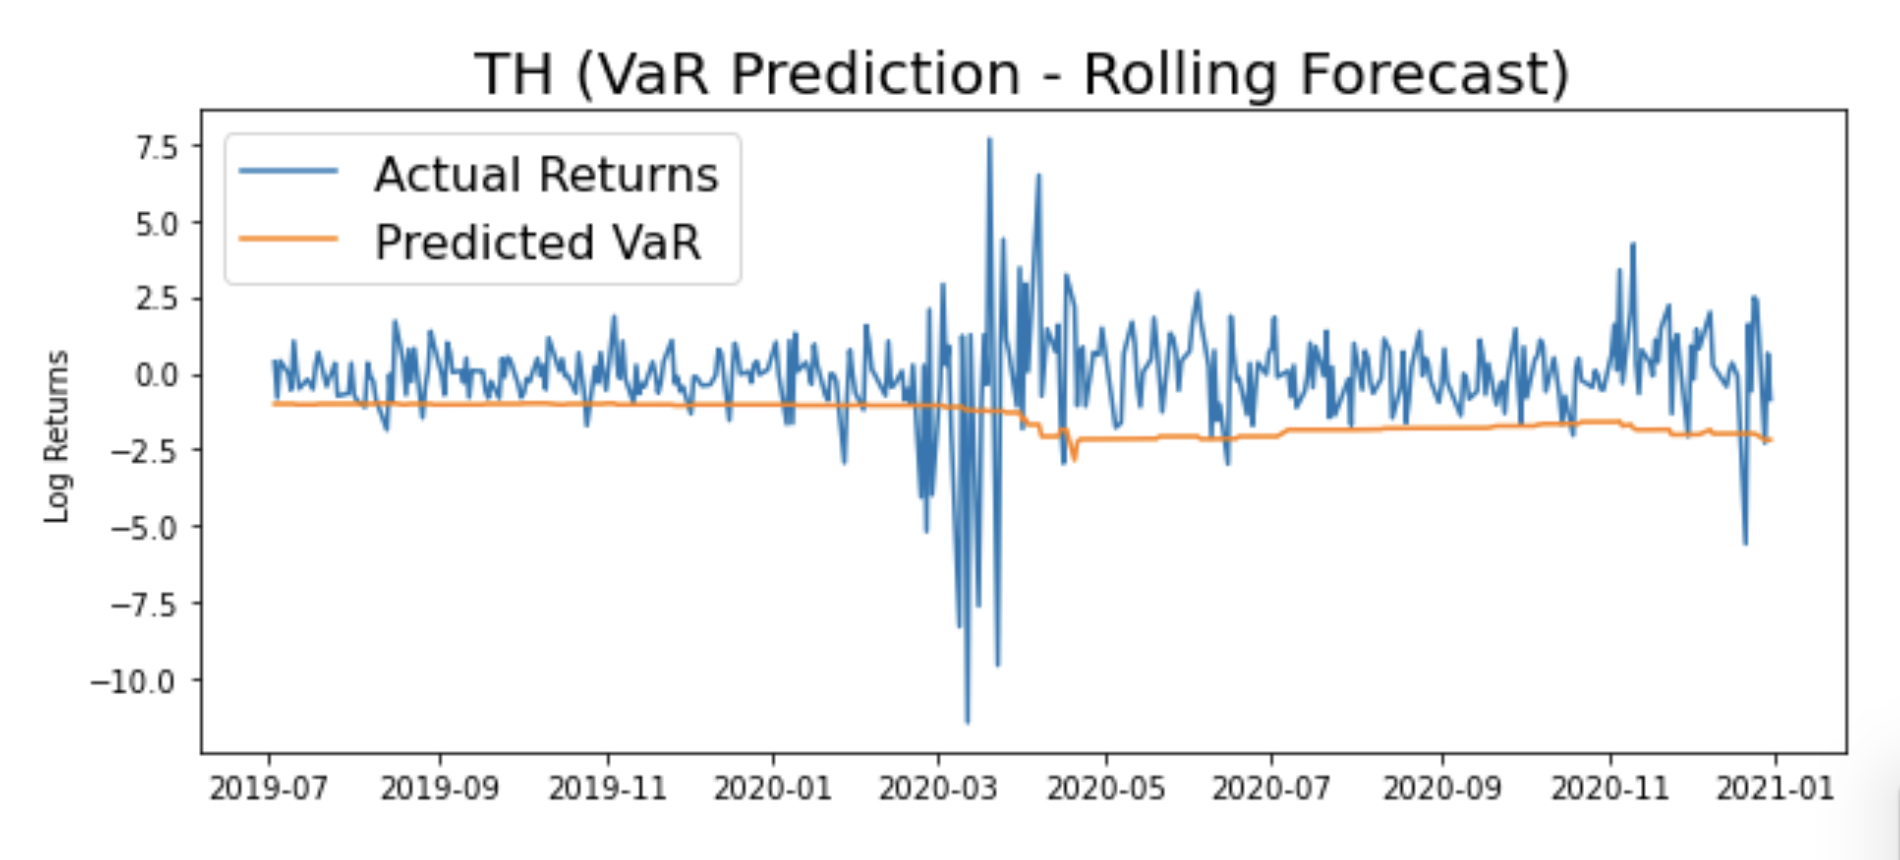 TH (VaR Prediction - Rolling Forecast)
Actual Returns
Predicted VaR
7.5
5.0
2.5
0.0
−2.5
−5.0
−7.5
−10.0
Log Returns
2019-07 2019-09 2019-11 2020-01 2020-03 2020-05 2020-07 2020-09 2020-11 2021-01